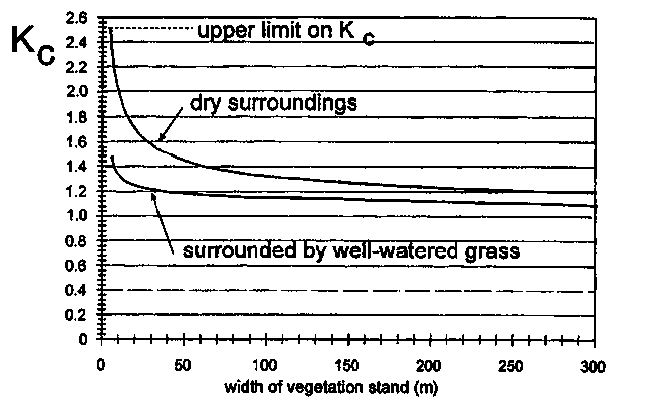 K c
2.6
upper limit on K c
2.4
2.2
2.0
dry surroundings
1.8
1.6
1.4
1.2
1.0
0.8
surrounded by well-watered grass
0.6
0.4
0.2
0
0 50 100 150 200 250 300
width of vegetation stand (m)